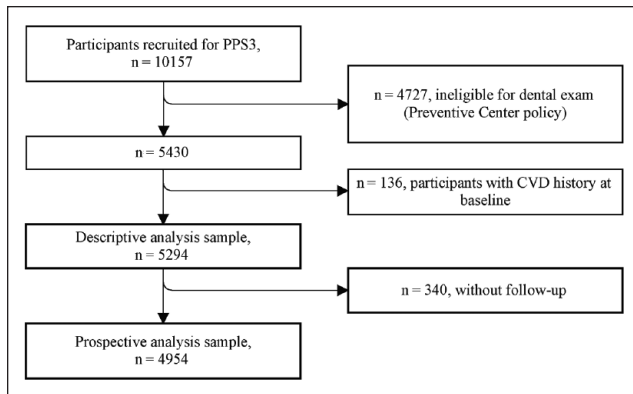 Participants recruited for PPS3,
n = 10157
n = 4727, ineligible for dental exam
(Preventive Center policy)
n = 5430
n = 136, participants with CVD history at
baseline
Descriptive analysis sample,
n = 5294
n = 340, without follow-up
Prospective analysis sample,
n = 4954